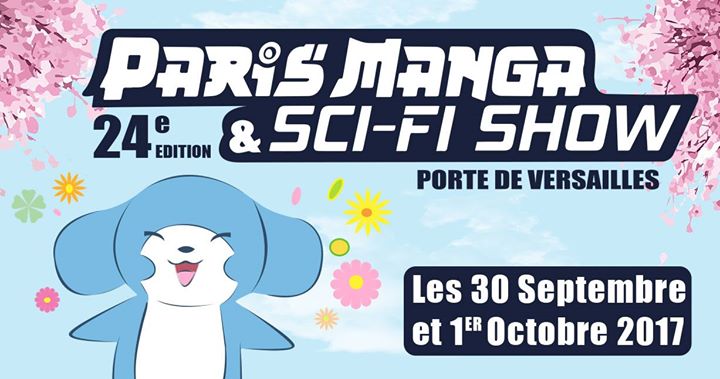 PARIS MANGA
24e EDITION & SCI-FI SHOW
PORTE DE VERSAILLES
Les 30 Septembre
et 1ER Octobre 2017